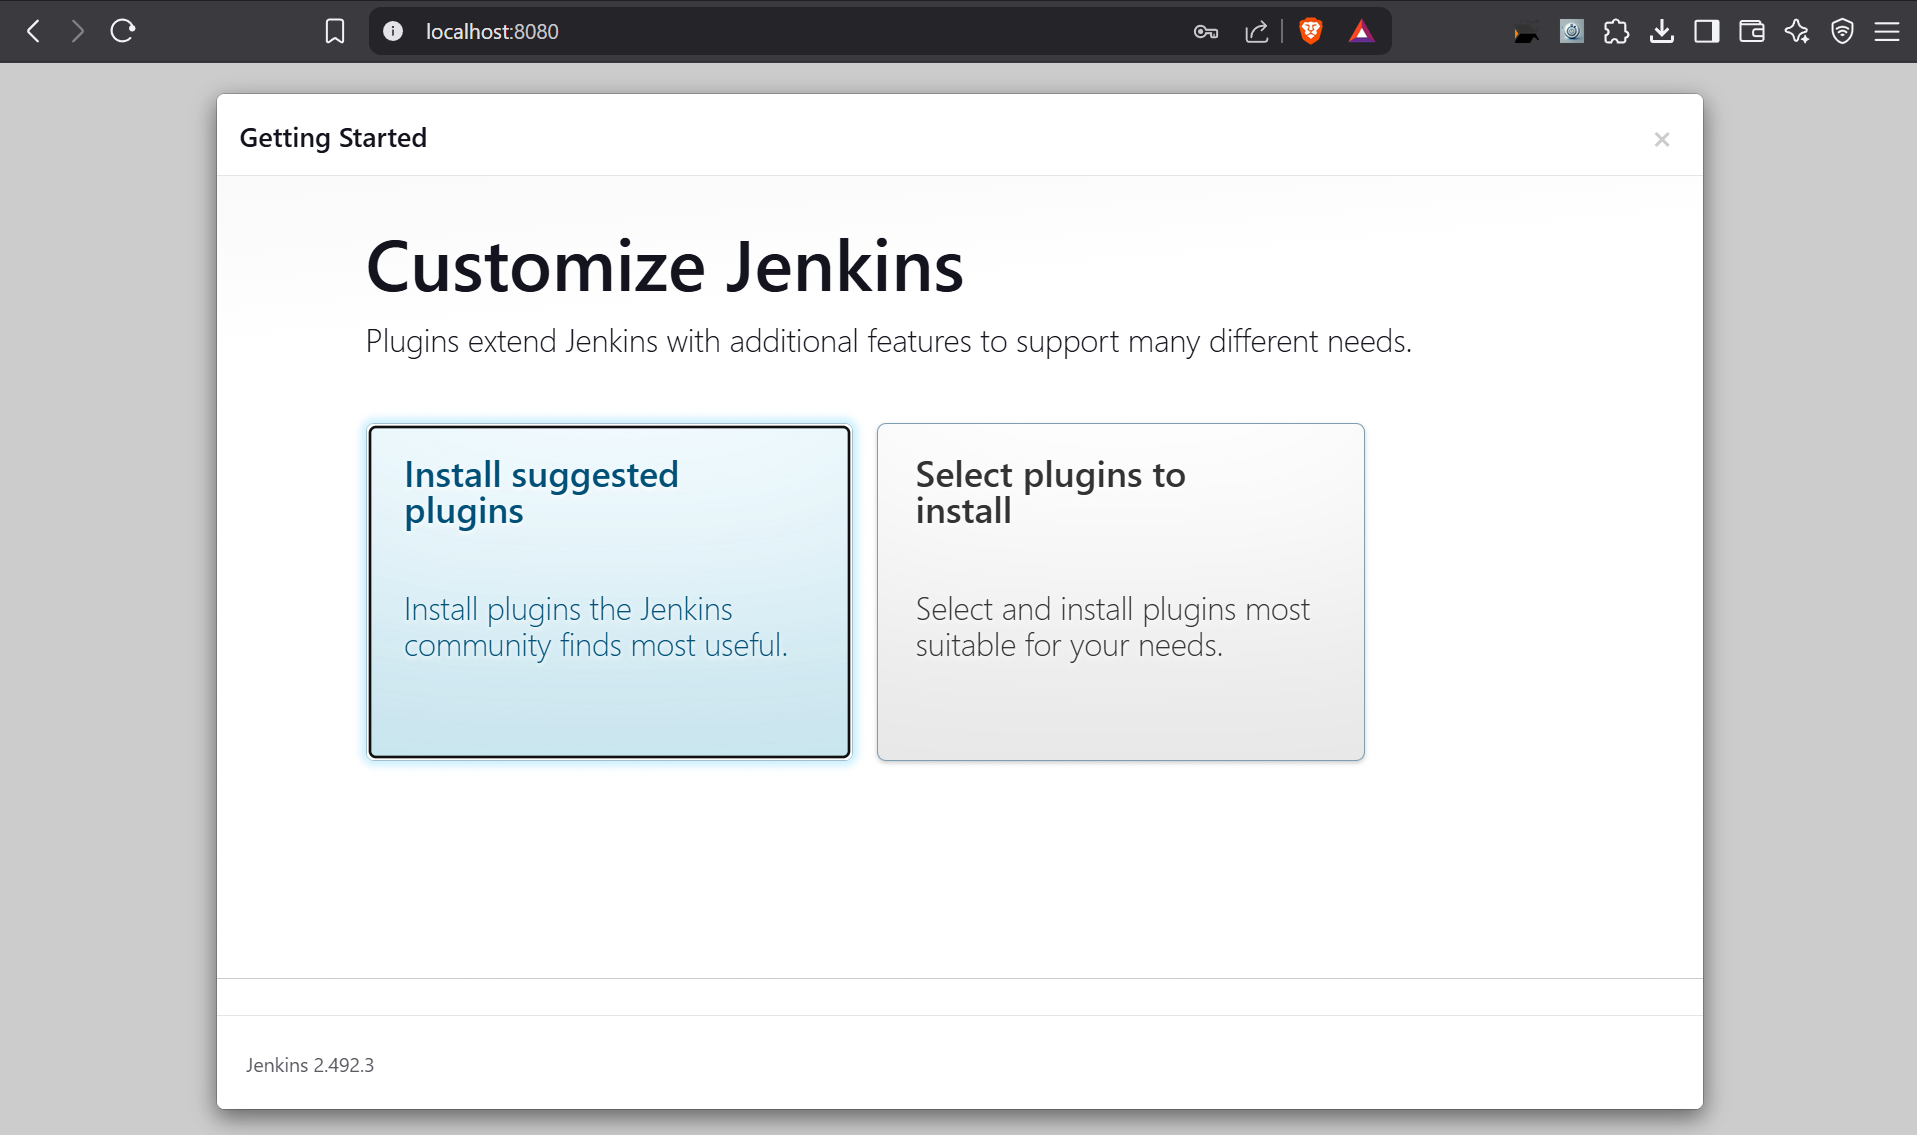 localhost:8080
Getting Started
×
Customize Jenkins
Plugins extend Jenkins with additional features to support many different needs.
Install suggested
plugins
Install plugins the Jenkins
community finds most useful.
Select plugins to
install
Select and install plugins most
suitable for your needs.
Jenkins 2.492.3